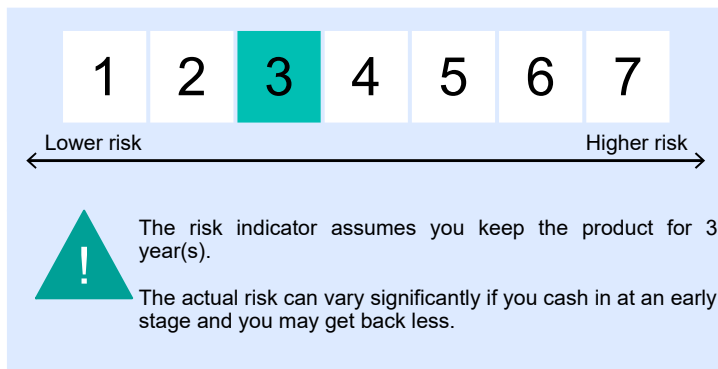 1 2 3 4 5 6 7
Lower risk Higher risk
!
The risk indicator assumes you keep the product for 3
year(s).
The actual risk can vary significantly if you cash in at an early
stage and you may get back less.